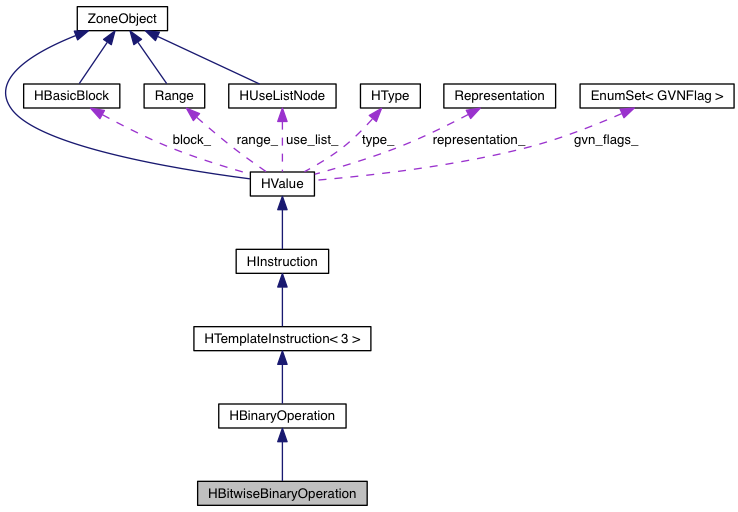 ZoneObject
HBasicBlock
Range
HUseListNode
HType
Representation
EnumSet< GVNFlag >
block_
range_
use_list_
type_
representation_
gvn_flags_
HValue
HInstruction
HTemplateInstruction< 3 >
HBinaryOperation
HBitwiseBinaryOperation